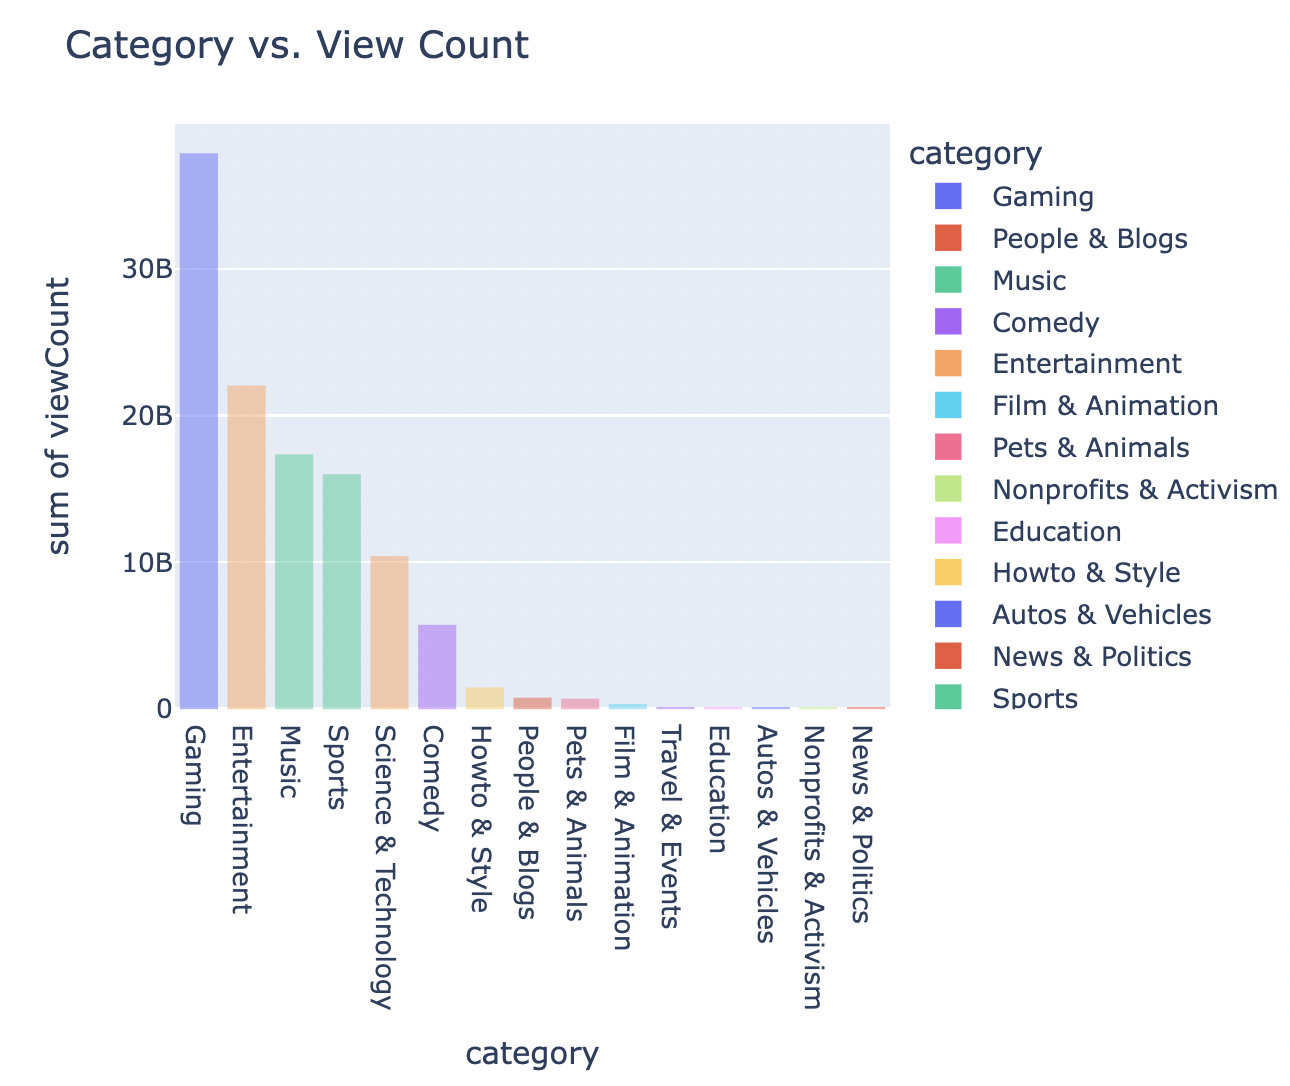 Category vs. View Count
sum of viewCount
30B
20B
10B
0
Gaming
Entertainment
Music
Sports
Science & Technology
Comedy
Howto & Style
People & Blogs
Pets & Animals
Film & Animation
Travel & Events
Education
Autos & Vehicles
Nonprofits & Activism
News & Politics
category
category
Gaming
People & Blogs
Music
Comedy
Entertainment
Film & Animation
Pets & Animals
Nonprofits & Activism
Education
Howto & Style
Autos & Vehicles
News & Politics
Sports